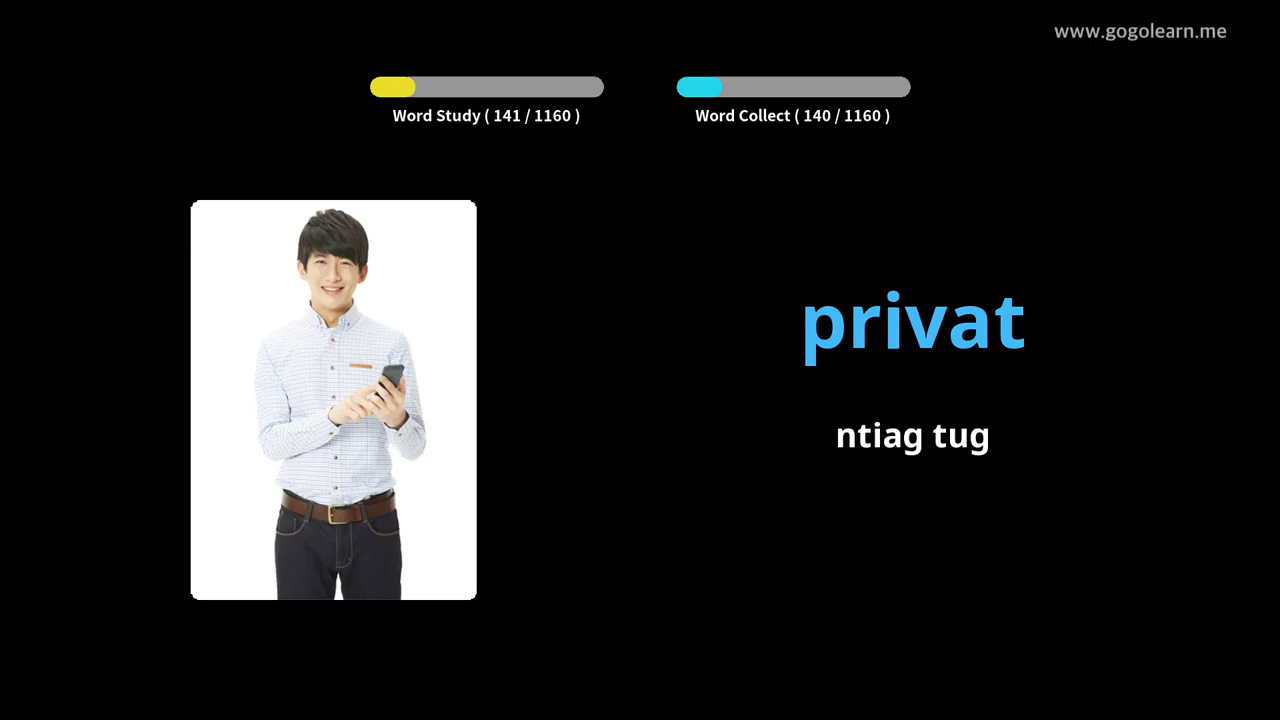 www.gogolearn.me
Word Study ( 141 / 1160 )
Word Collect ( 140 / 1160 )
privat
ntiag tug